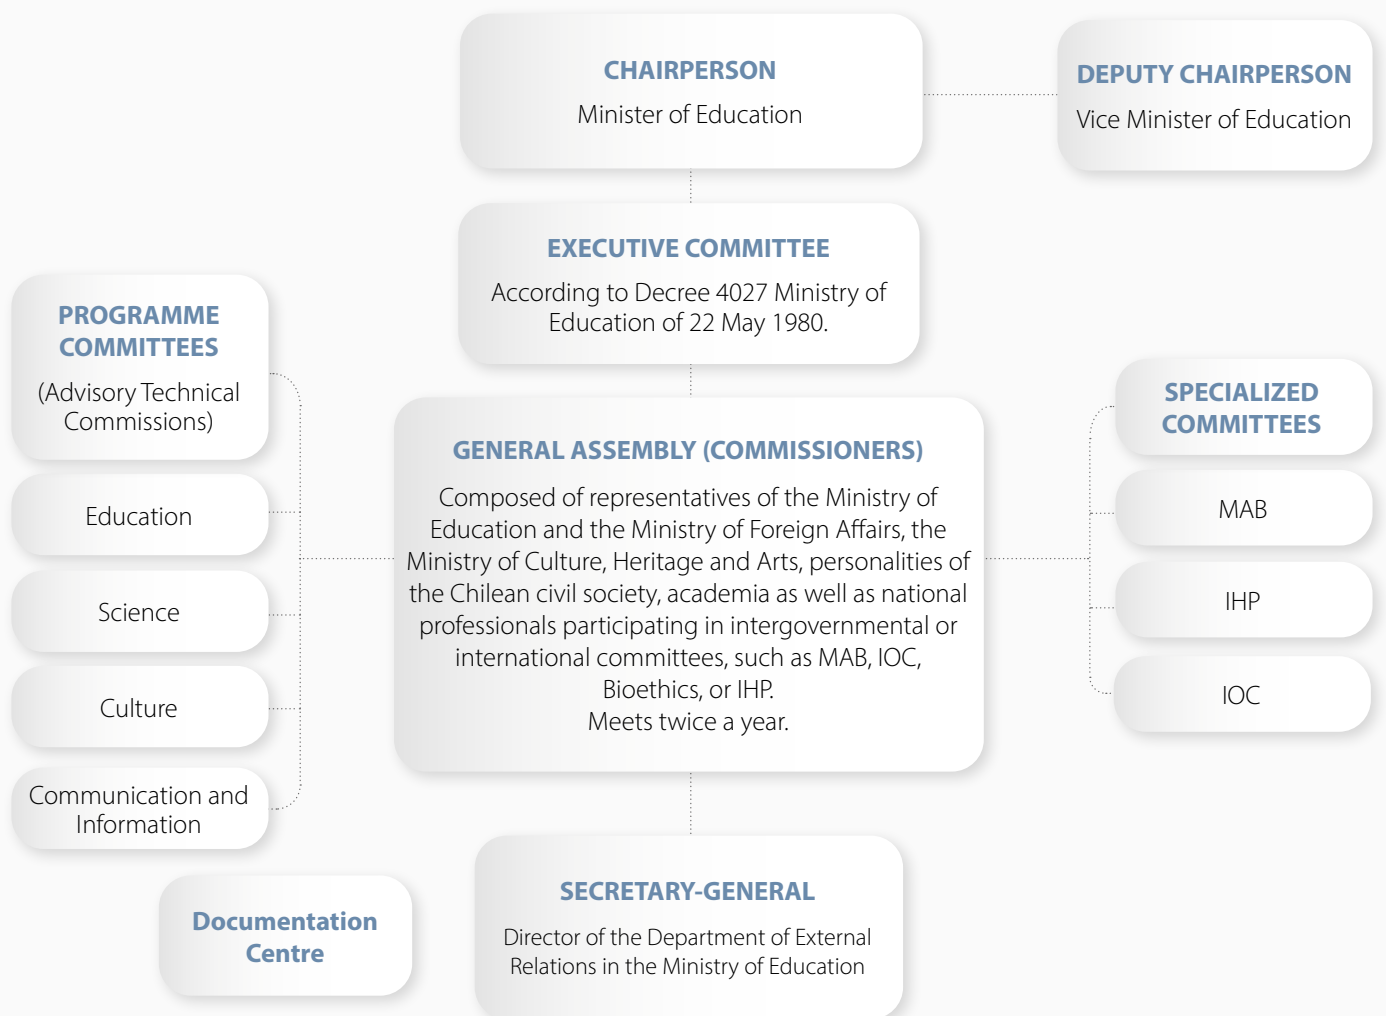 CHAIRPERSON
Minister of Education
DEPUTY CHAIRPERSON
Vice Minister of Education
EXECUTIVE COMMITTEE
According to Decree 4027 Ministry of
Education of 22 May 1980.
PROGRAMME
COMMITTEES
(Advisory Technical
Commissions)
Education
Science
Culture
Communication and
Information
GENERAL ASSEMBLY (COMMISSIONERS)
Composed of representatives of the Ministry of
Education and the Ministry of Foreign Affairs, the
Ministry of Culture, Heritage and Arts, personalities of
the Chilean civil society, academia as well as national
professionals participating in intergovernmental or
international committees, such as MAB, IOC,
Bioethics, or IHP.
Meets twice a year.
SPECIALIZED
COMMITTEES
MAB
IHP
IOC
Documentation
Centre
SECRETARY-GENERAL
Director of the Department of External
Relations in the Ministry of Education